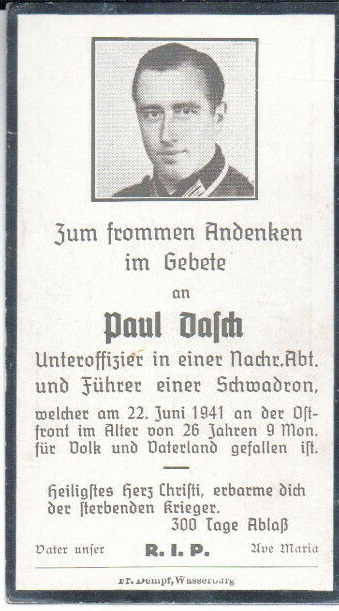 Zum frommen Andenken
im Gebete
an
Paul Dasch
Unteroffizier in einer Nachr.Abt.
und Führer einer Schwadron,
welcher am 22. Juni 1941 an der Ost-
front im Alter von 26 Jahren 9 Mon.
für Volk und Vaterland gefallen ist.
Heiligstes Herz Christi, erbarme dich
der sterbenden Krieger.
300 Tage Ablaß
Vater unser R. I. P. Ave Maria
Fr. Dempf, Wasserburg